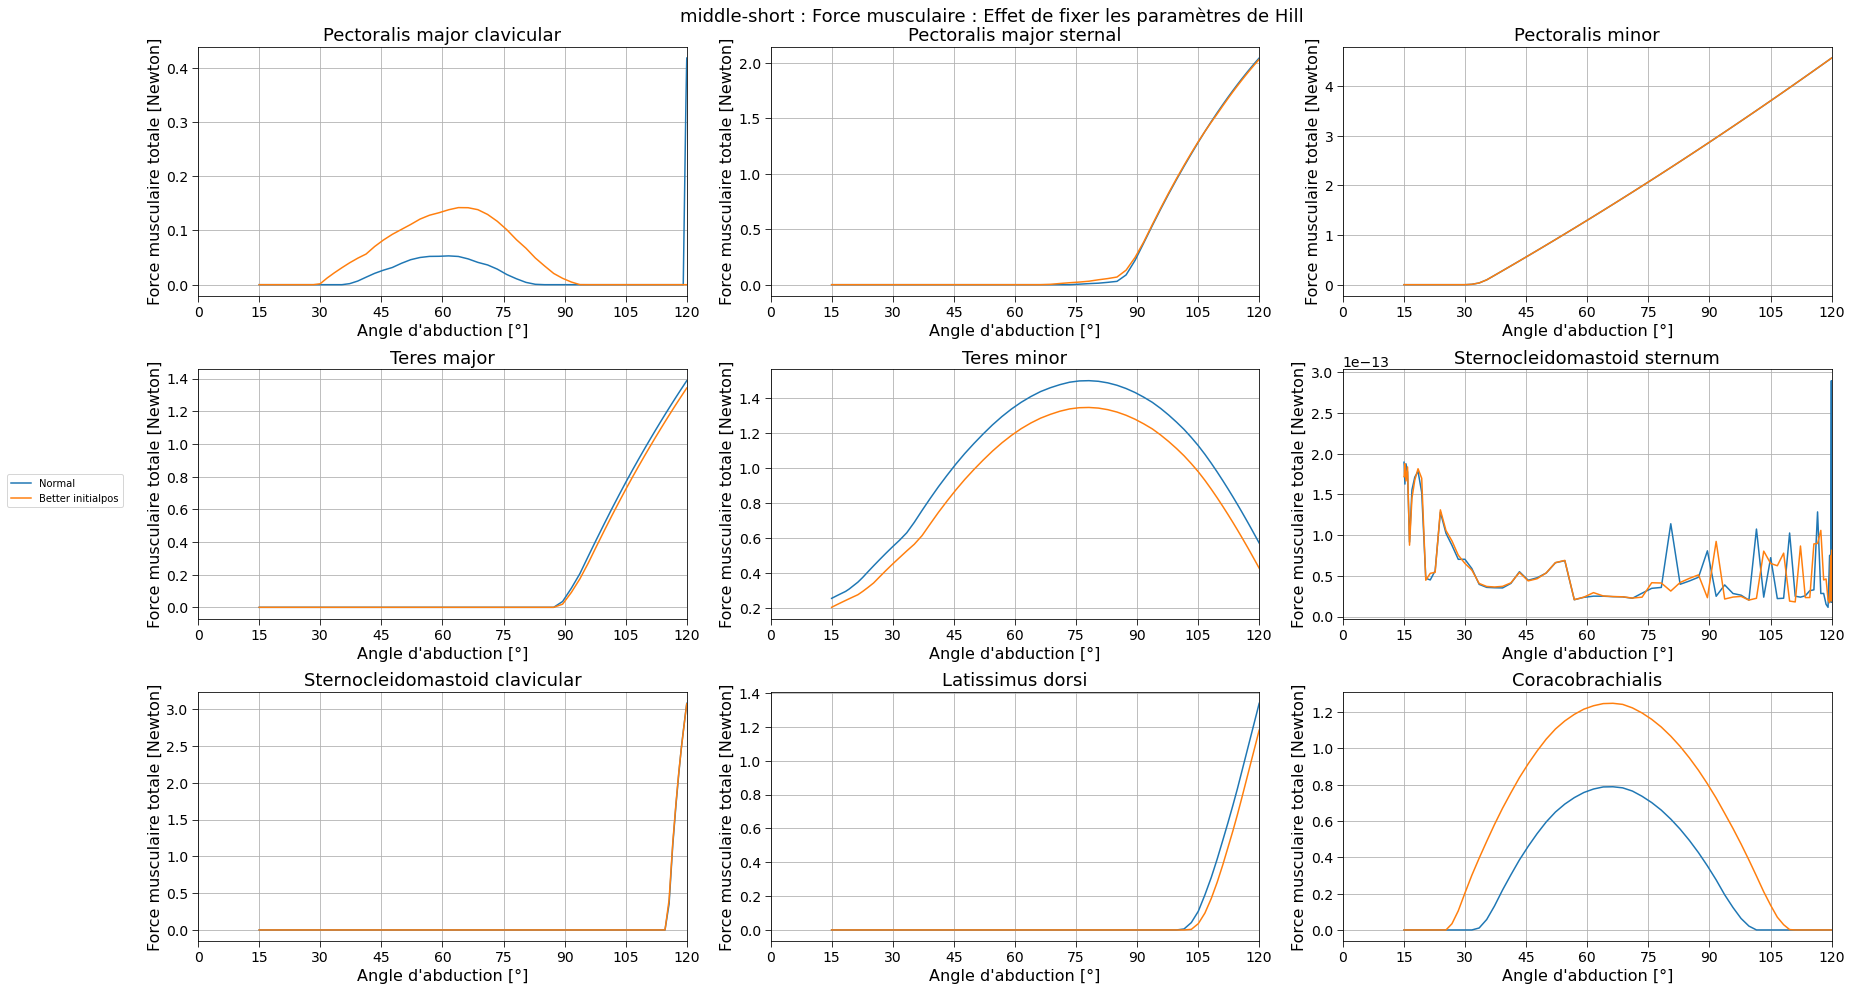 middle-short : Force musculaire : Effet de fixer les paramètres de Hill
Pectoralis major clavicular
Force musculaire totale [Newton]
0.4
0.3
0.2
0.1
0.0
0 15 30 45 60 75 90 105 120
Angle d'abduction [°]
Pectoralis major sternal
Force musculaire totale [Newton]
2.0
1.5
1.0
0.5
0.0
0 15 30 45 60 75 90 105 120
Angle d'abduction [°]
Pectoralis minor
Force musculaire totale [Newton]
4
3
2
1
0
0 15 30 45 60 75 90 105 120
Angle d'abduction [°]
Normal
Better initialpos
Teres major
Force musculaire totale [Newton]
1.4
1.2
1.0
0.8
0.6
0.4
0.2
0.0
0 15 30 45 60 75 90 105 120
Angle d'abduction [°]
Teres minor
Force musculaire totale [Newton]
1.4
1.2
1.0
0.8
0.6
0.4
0.2
0 15 30 45 60 75 90 105 120
Angle d'abduction [°]
Sternocleidomastoid sternum
1e−13
Force musculaire totale [Newton]
3.0
2.5
2.0
1.5
1.0
0.5
0.0
0 15 30 45 60 75 90 105 120
Angle d'abduction [°]
Sternocleidomastoid clavicular
Force musculaire totale [Newton]
3.0
2.5
2.0
1.5
1.0
0.5
0.0
0 15 30 45 60 75 90 105 120
Angle d'abduction [°]
Latissimus dorsi
Force musculaire totale [Newton]
1.4
1.2
1.0
0.8
0.6
0.4
0.2
0.0
0 15 30 45 60 75 90 105 120
Angle d'abduction [°]
Coracobrachialis
Force musculaire totale [Newton]
1.2
1.0
0.8
0.6
0.4
0.2
0.0
0 15 30 45 60 75 90 105 120
Angle d'abduction [°]